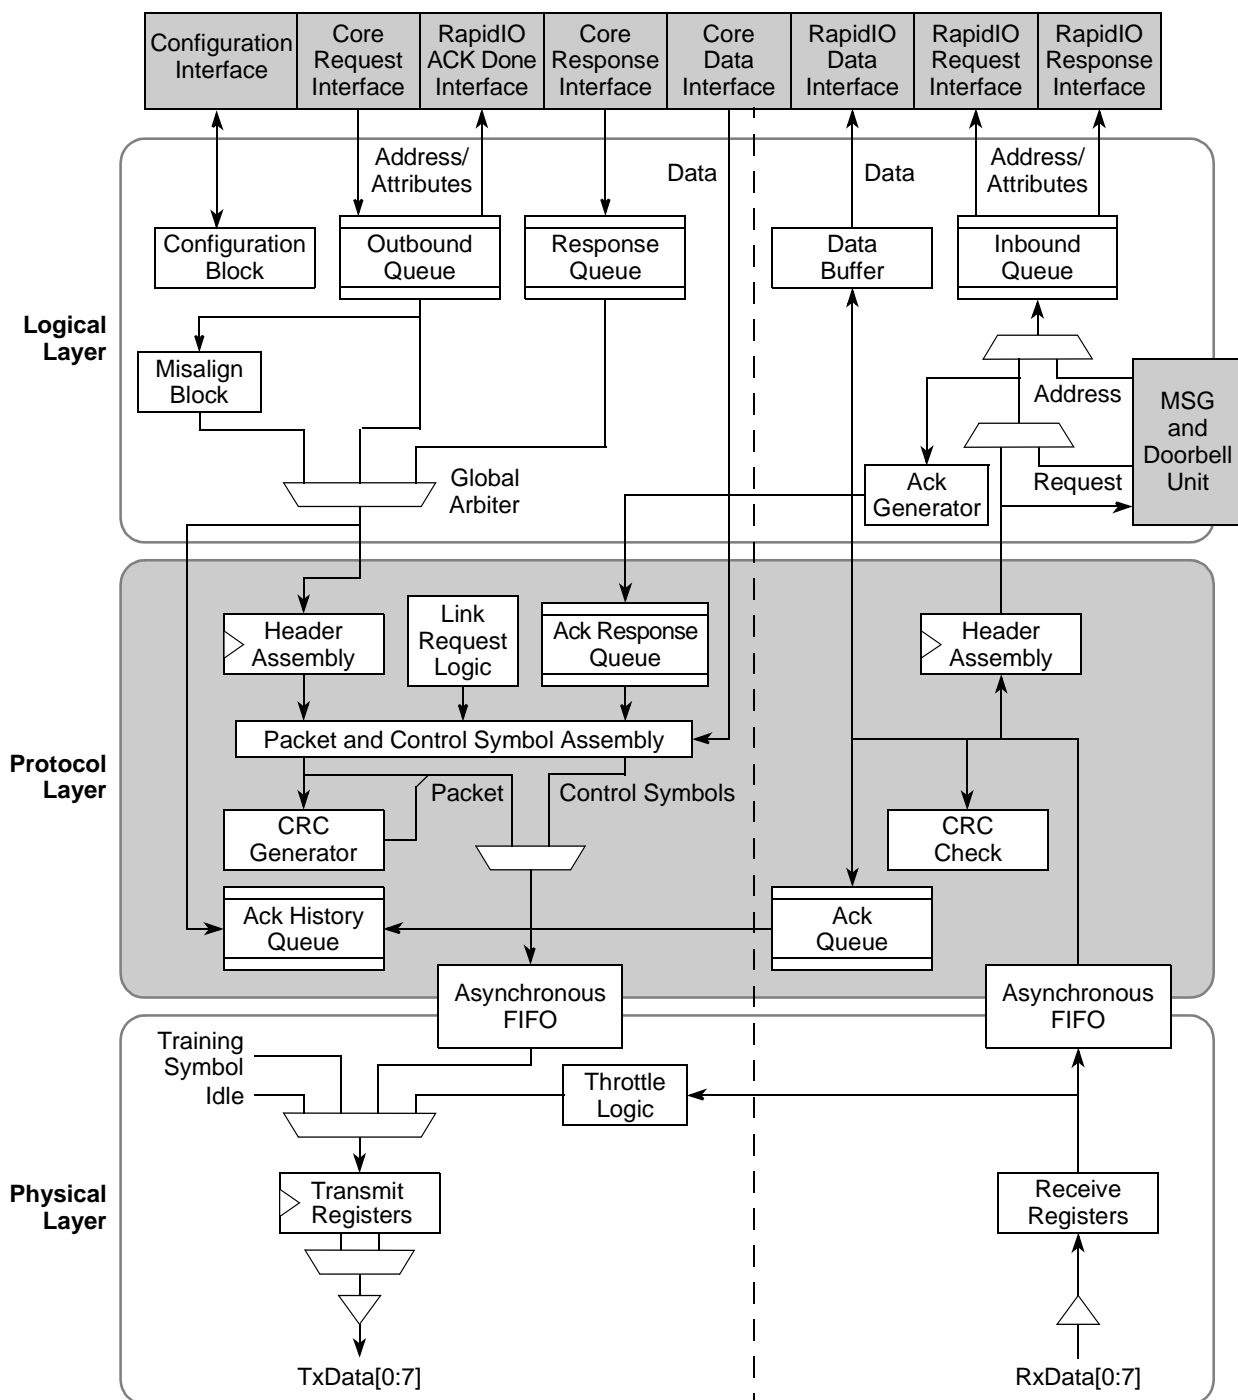 Configuration
Interface
Core
Request
Interface
RapidIO
ACK Done
Interface
Core
Response
Interface
Core
Data
Interface
RapidIO
Data
Interface
RapidIO
Request
Interface
RapidIO
Response
Interface
Address/
Attributes
Data
Data
Address/
Attributes
Configuration
Block
Outbound
Queue
Response
Queue
Data
Buffer
Inbound
Queue
Logical
Layer
Misalign
Block
Address
MSG
and
Doorbell
Unit
Global
Arbiter
Ack
Generator
Request
Header
Assembly
Link
Request
Logic
Ack Response
Queue
Header
Assembly
Packet and Control Symbol Assembly
Protocol
Layer
Packet
Control Symbols
CRC
Generator
CRC
Check
Ack History
Queue
Ack
Queue
Asynchronous
FIFO
Asynchronous
FIFO
Training
Symbol
Idle
Throttle
Logic
Physical
Layer
Transmit
Registers
Receive
Registers
TxData[0:7]
RxData[0:7]